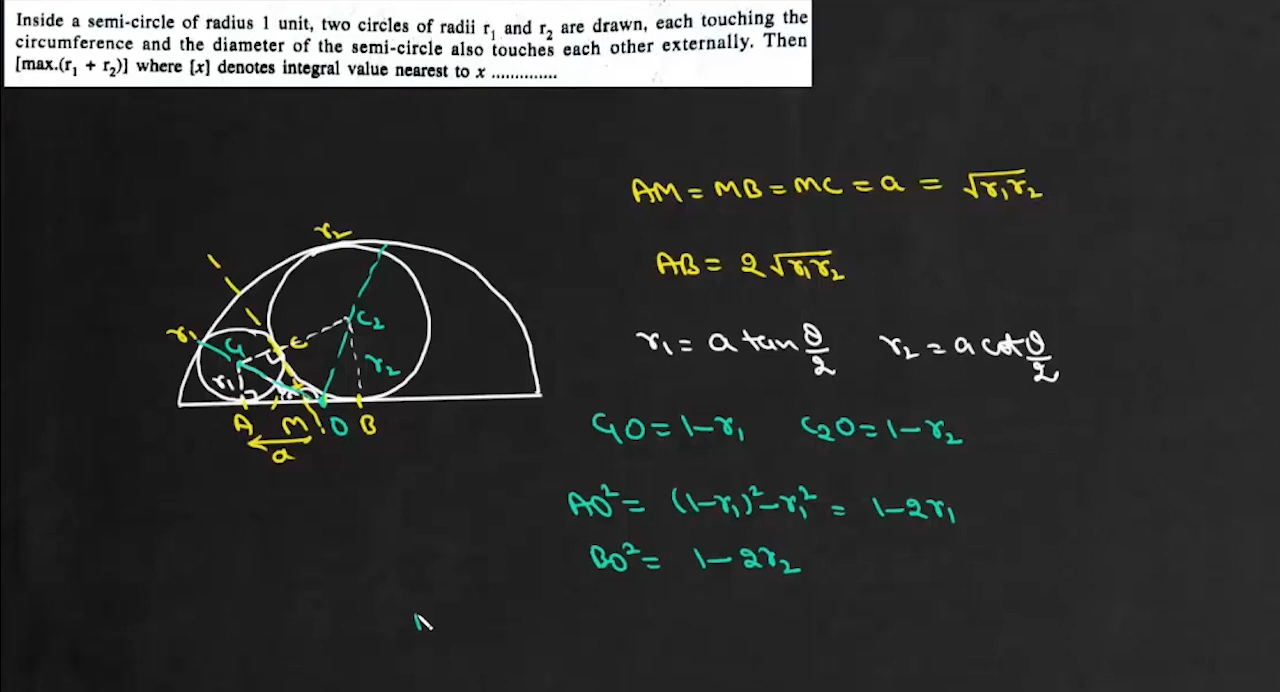 Inside a semi-circle of radius 1 unit, two circles of radii r₁ and r₂ are drawn, each touching the
circumference and the diameter of the semi-circle also touches each other externally. Then
[max.(r₁ + r₂)] where [x] denotes integral value nearest to x ..............
AM = MB = MC = a = √r₁r₂
AB = 2√r₁r₂
r₁ = a tan θ/2 r₂ = a cot θ/2
C₁O = 1-r₁ C₂O = 1-r₂
AO² = (1-r₁)² - r₁² = 1-2r₁
BO² = 1-2r₂
r₂
r₁
C₁
C
C₂
r₁
r₂
A M O B
a